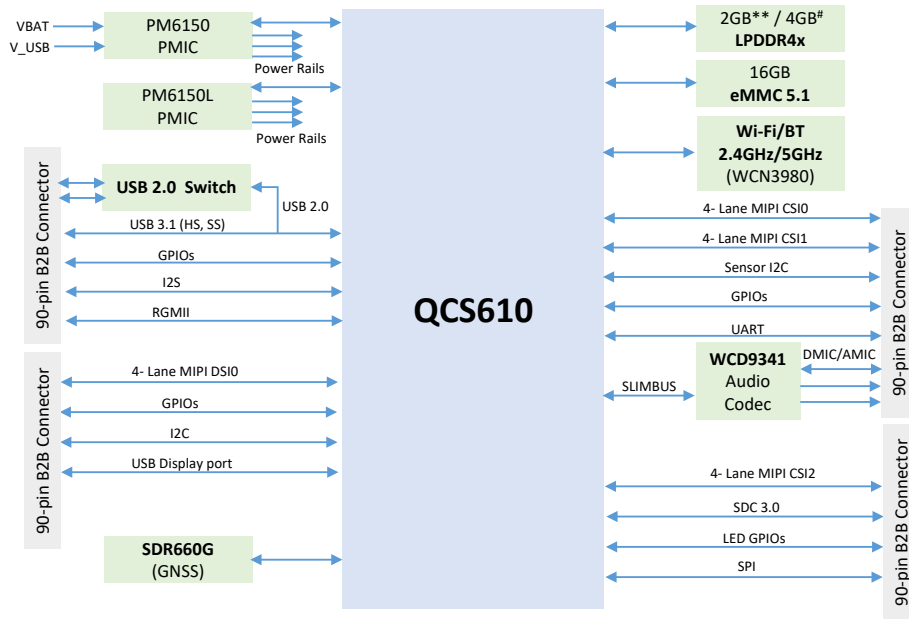 VBAT
V_USB
PM6150
PMIC
Power Rails
PM6150L
PMIC
Power Rails
90-pin B2B Connector
USB 2.0 Switch
USB 2.0
USB 3.1 (HS, SS)
GPIOs
I2S
RGMII
90-pin B2B Connector
4- Lane MIPI DSI0
GPIOs
I2C
USB Display port
SDR660G
(GNSS)
QCS610
2GB** / 4GB#
LPDDR4x
16GB
eMMC 5.1
Wi-Fi/BT
2.4GHz/5GHz
(WCN3980)
4- Lane MIPI CSI0
4- Lane MIPI CSI1
Sensor I2C
GPIOs
UART
90-pin B2B Connector
WCD9341
Audio
Codec
DMIC/AMIC
SLIMBUS
4- Lane MIPI CSI2
SDC 3.0
LED GPIOs
SPI
90-pin B2B Connector